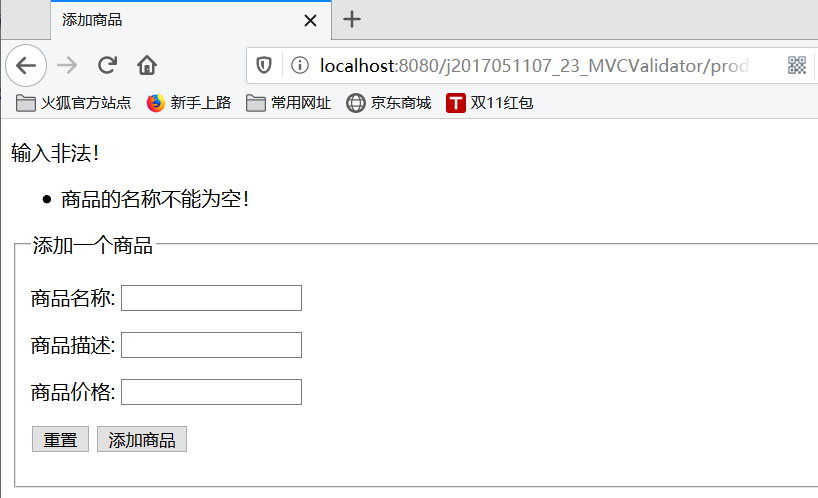 添加商品
localhost:8080/j2017051107_23_MVCValidator/prod
火狐官方站点 新手上路 常用网址 京东商城 T 双11红包
输入非法!
商品的名称不能为空!
添加一个商品
商品名称:
商品描述:
商品价格:
重置 添加商品